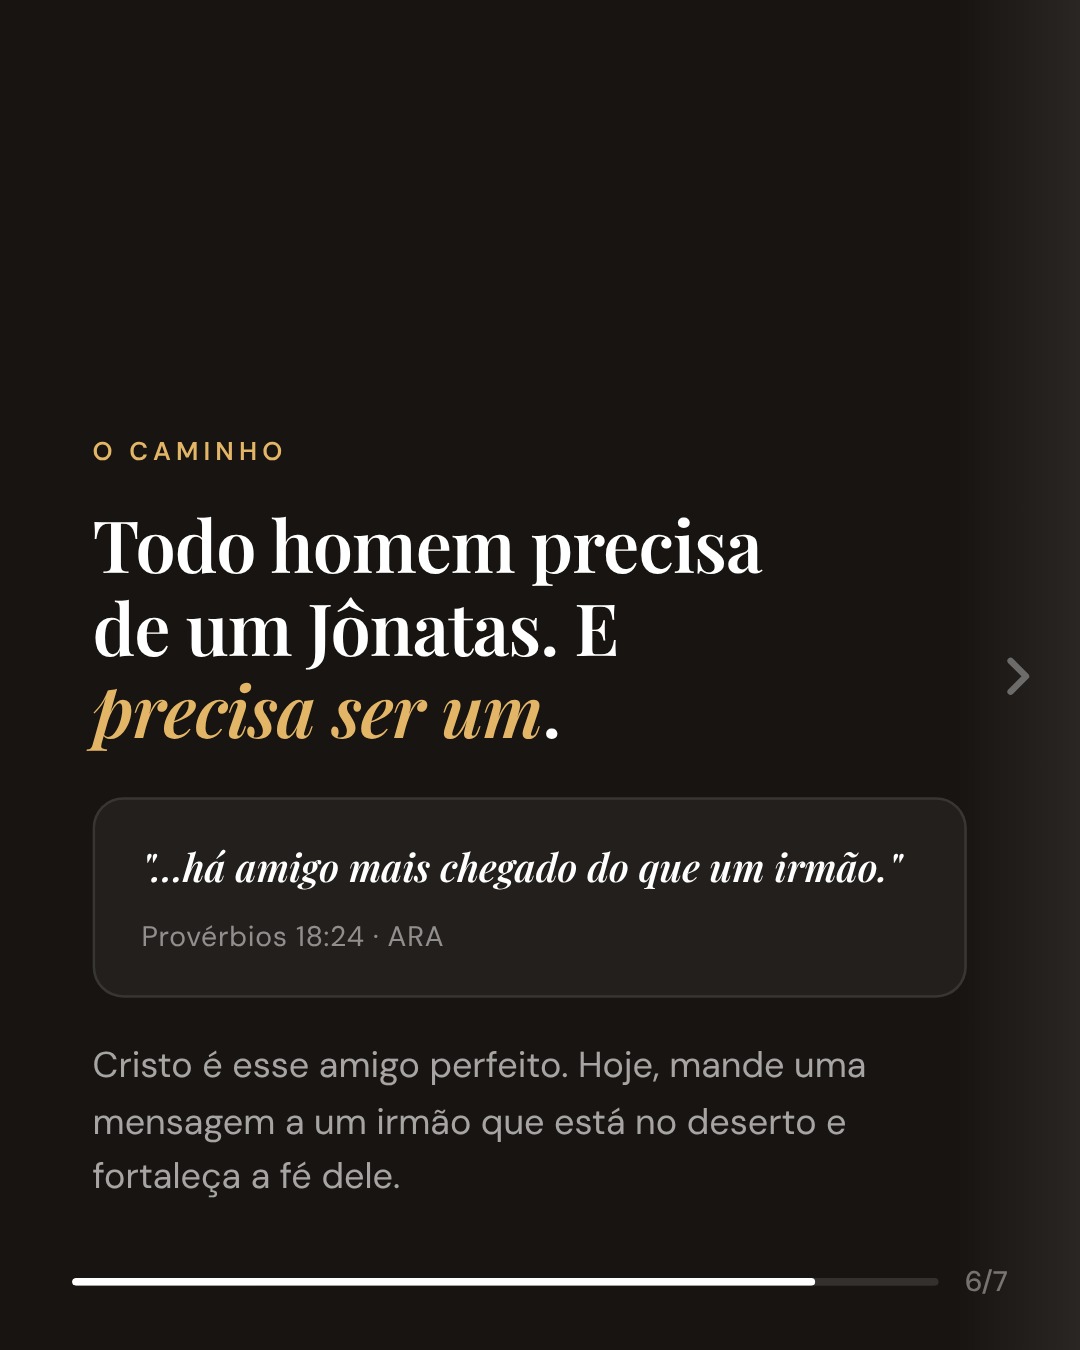 O CAMINHO
Todo homem precisa
de um Jônatas. E
precisa ser um.
"...há amigo mais chegado do que um irmão."
Provérbios 18:24 · ARA
Cristo é esse amigo perfeito. Hoje, mande uma
mensagem a um irmão que está no deserto e
fortaleça a fé dele.
6/7